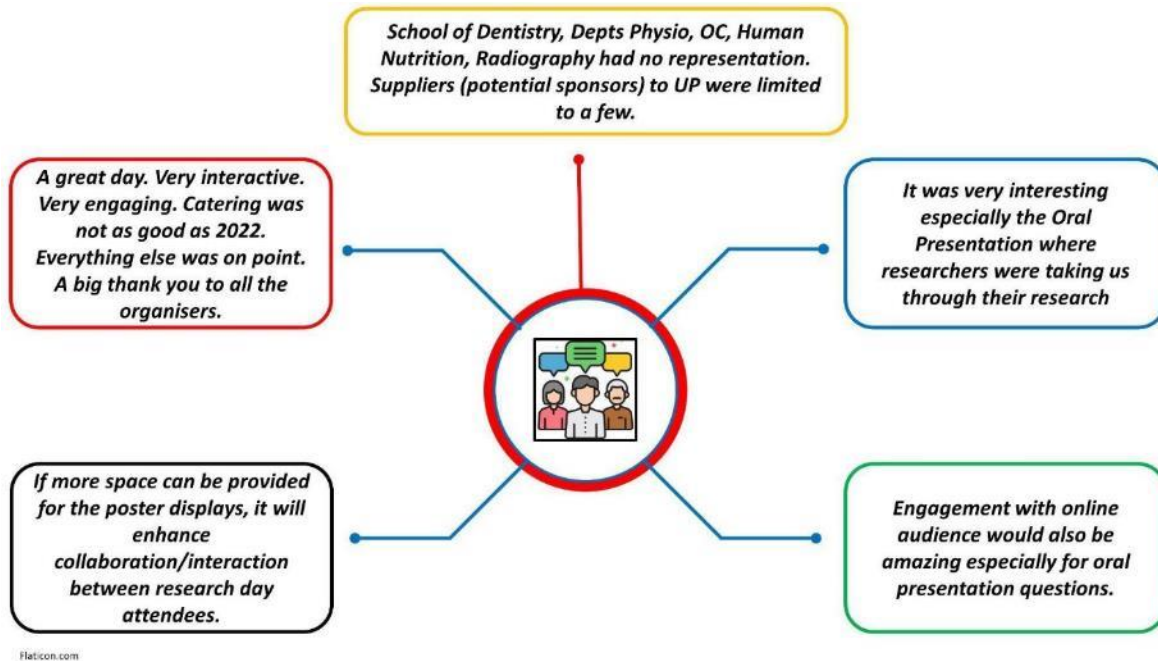 School of Dentistry, Depts Physio, OC, Human
Nutrition, Radiography had no representation.
Suppliers (potential sponsors) to UP were limited
to a few.
A great day. Very interactive.
Very engaging. Catering was
not as good as 2022.
Everything else was on point.
A big thank you to all the
organisers.
It was very interesting
especially the Oral
Presentation where
researchers were taking us
through their research
If more space can be provided
for the poster displays, it will
enhance
collaboration/interaction
between research day
attendees.
Engagement with online
audience would also be
amazing especially for oral
presentation questions.
Flaticon.com